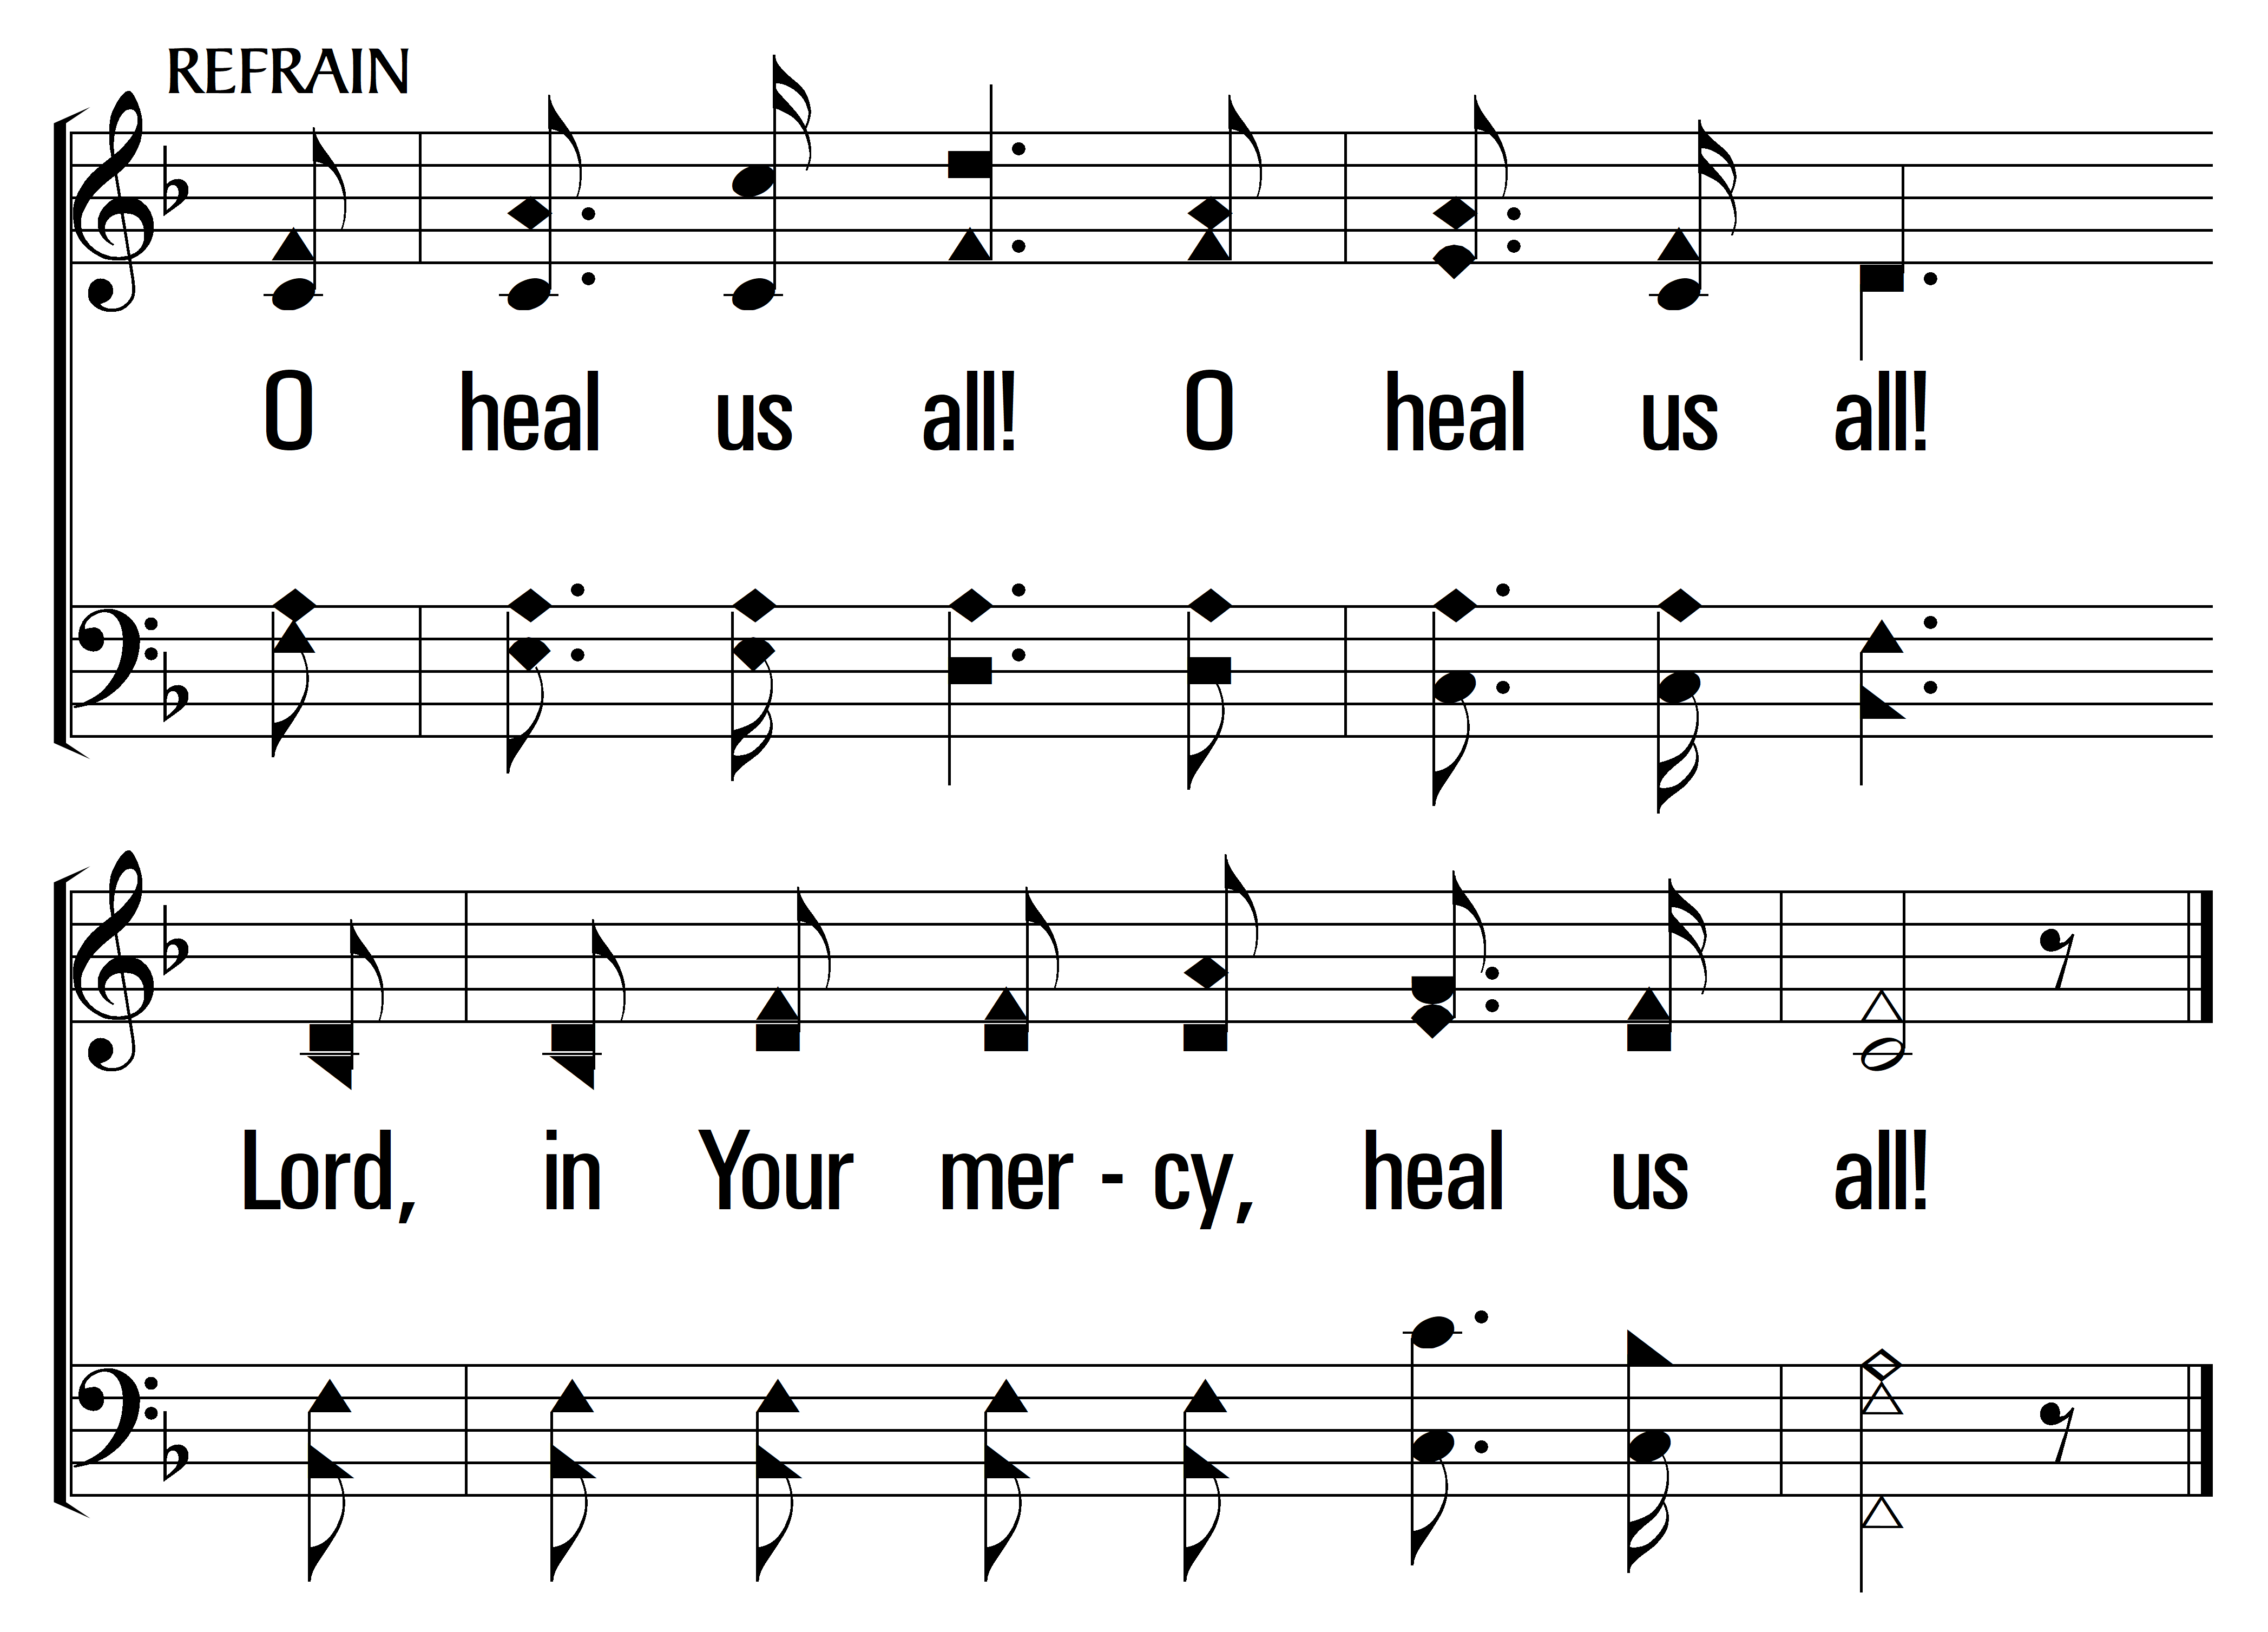 REFRAIN
O heal us all! O heal us all!
Lord, in Your mer - cy, heal us all!